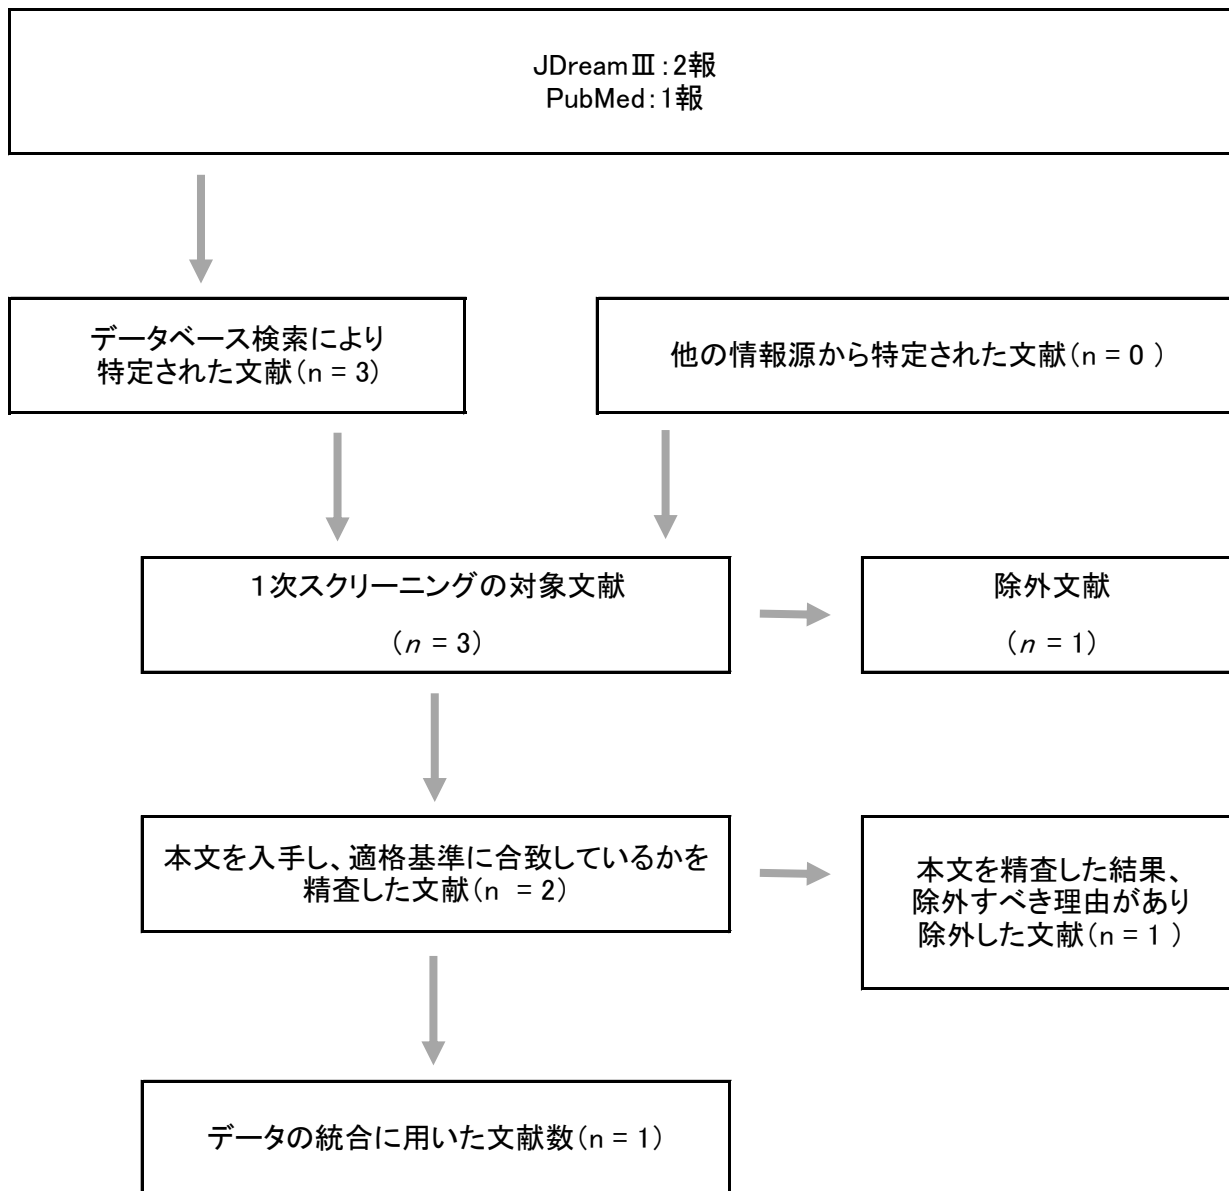 JDreamⅢ：2報
PubMed：1報
データベース検索により
特定された文献（n = 3）
他の情報源から特定された文献（n = 0 ）
１次スクリーニングの対象文献
（n = 3）
除外文献
（n = 1）
本文を入手し、適格基準に合致しているかを
精査した文献（n = 2）
本文を精査した結果、
除外すべき理由があり
除外した文献（n = 1 ）
データの統合に用いた文献数（n = 1）